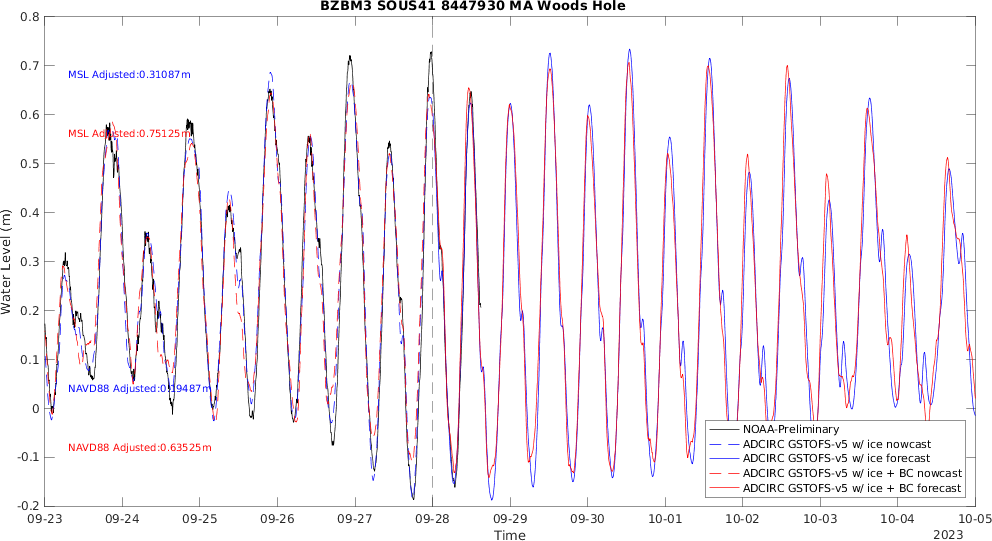 BZBM3 SOUS41 8447930 MA Woods Hole
0.8
0.7
0.6
0.5
0.4
0.3
0.2
0.1
0
-0.1
-0.2
Water Level (m)
MSL Adjusted:0.31087m
MSL Adjusted:0.75125m
NAVD88 Adjusted:0.19487m
NAVD88 Adjusted:0.63525m
NOAA-Preliminary
ADCIRC GSTOFS-v5 w/ ice nowcast
ADCIRC GSTOFS-v5 w/ ice forecast
ADCIRC GSTOFS-v5 w/ ice + BC nowcast
ADCIRC GSTOFS-v5 w/ ice + BC forecast
09-23 09-24 09-25 09-26 09-27 09-28 09-29 09-30 10-01 10-02 10-03 10-04 10-05
Time
2023